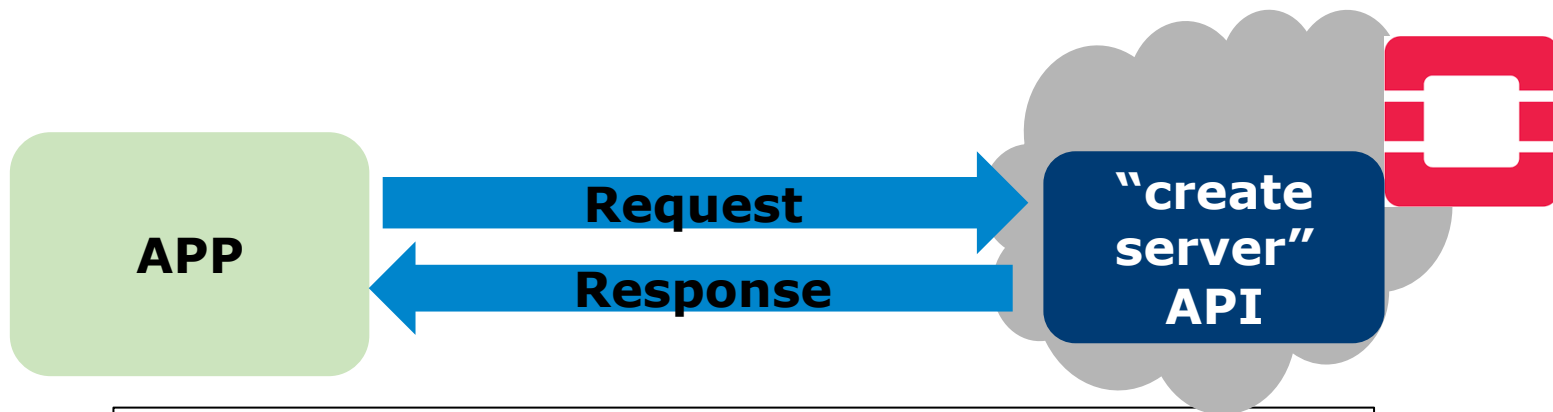 APP
Request
Response
“create
server”
API